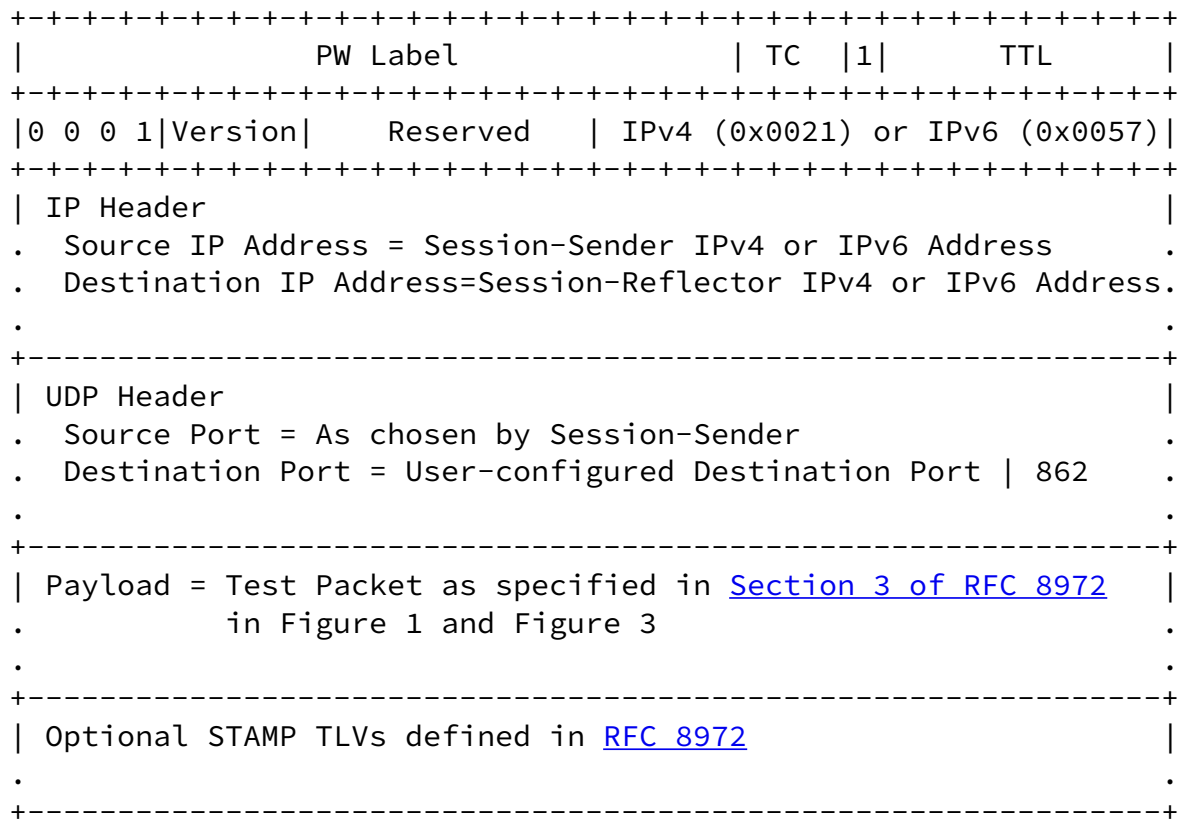 +-+-+-+-+-+-+-+-+-+-+-+-+-+-+-+-+-+-+-+-+-+-+-+-+-+-+-+-+-+-+-+-+
|                PW Label               | TC  |1|      TTL      |
+-+-+-+-+-+-+-+-+-+-+-+-+-+-+-+-+-+-+-+-+-+-+-+-+-+-+-+-+-+-+-+-+
|0 0 0 1|Version|    Reserved   | IPv4 (0x0021) or IPv6 (0x0057)|
+-+-+-+-+-+-+-+-+-+-+-+-+-+-+-+-+-+-+-+-+-+-+-+-+-+-+-+-+-+-+-+-+
| IP Header                                                     |
.  Source IP Address = Session-Sender IPv4 or IPv6 Address      .
.  Destination IP Address=Session-Reflector IPv4 or IPv6 Address.
.                                                               .
+---------------------------------------------------------------+
| UDP Header                                                    |
.  Source Port = As chosen by Session-Sender                    .
.  Destination Port = User-configured Destination Port | 862    .
.                                                               .
+---------------------------------------------------------------+
| Payload = Test Packet as specified in Section 3 of RFC 8972   |
.           in Figure 1 and Figure 3                            .
.                                                               .
+---------------------------------------------------------------+
| Optional STAMP TLVs defined in RFC 8972                       |
.                                                               .
+---------------------------------------------------------------+